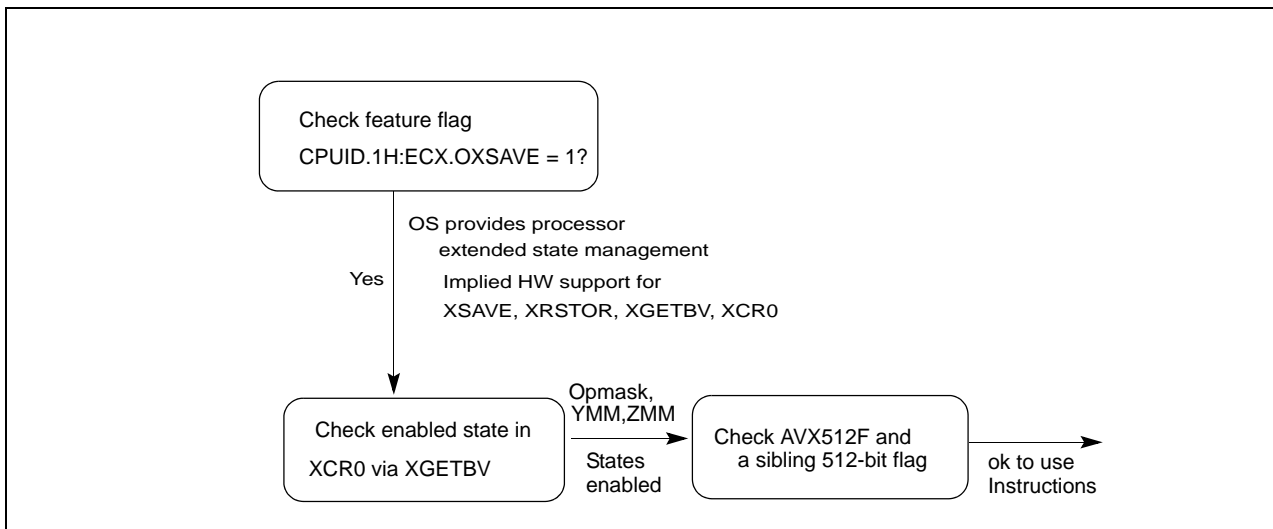 Check feature flag
CPUID.1H:ECX.OXSAVE = 1?
OS provides processor
extended state management
Yes
Implied HW support for
XSAVE, XRSTOR, XGETBV, XCR0
Check enabled state in
XCR0 via XGETBV
Opmask,
YMM,ZMM
States
enabled
Check AVX512F and
a sibling 512-bit flag
ok to use
Instructions